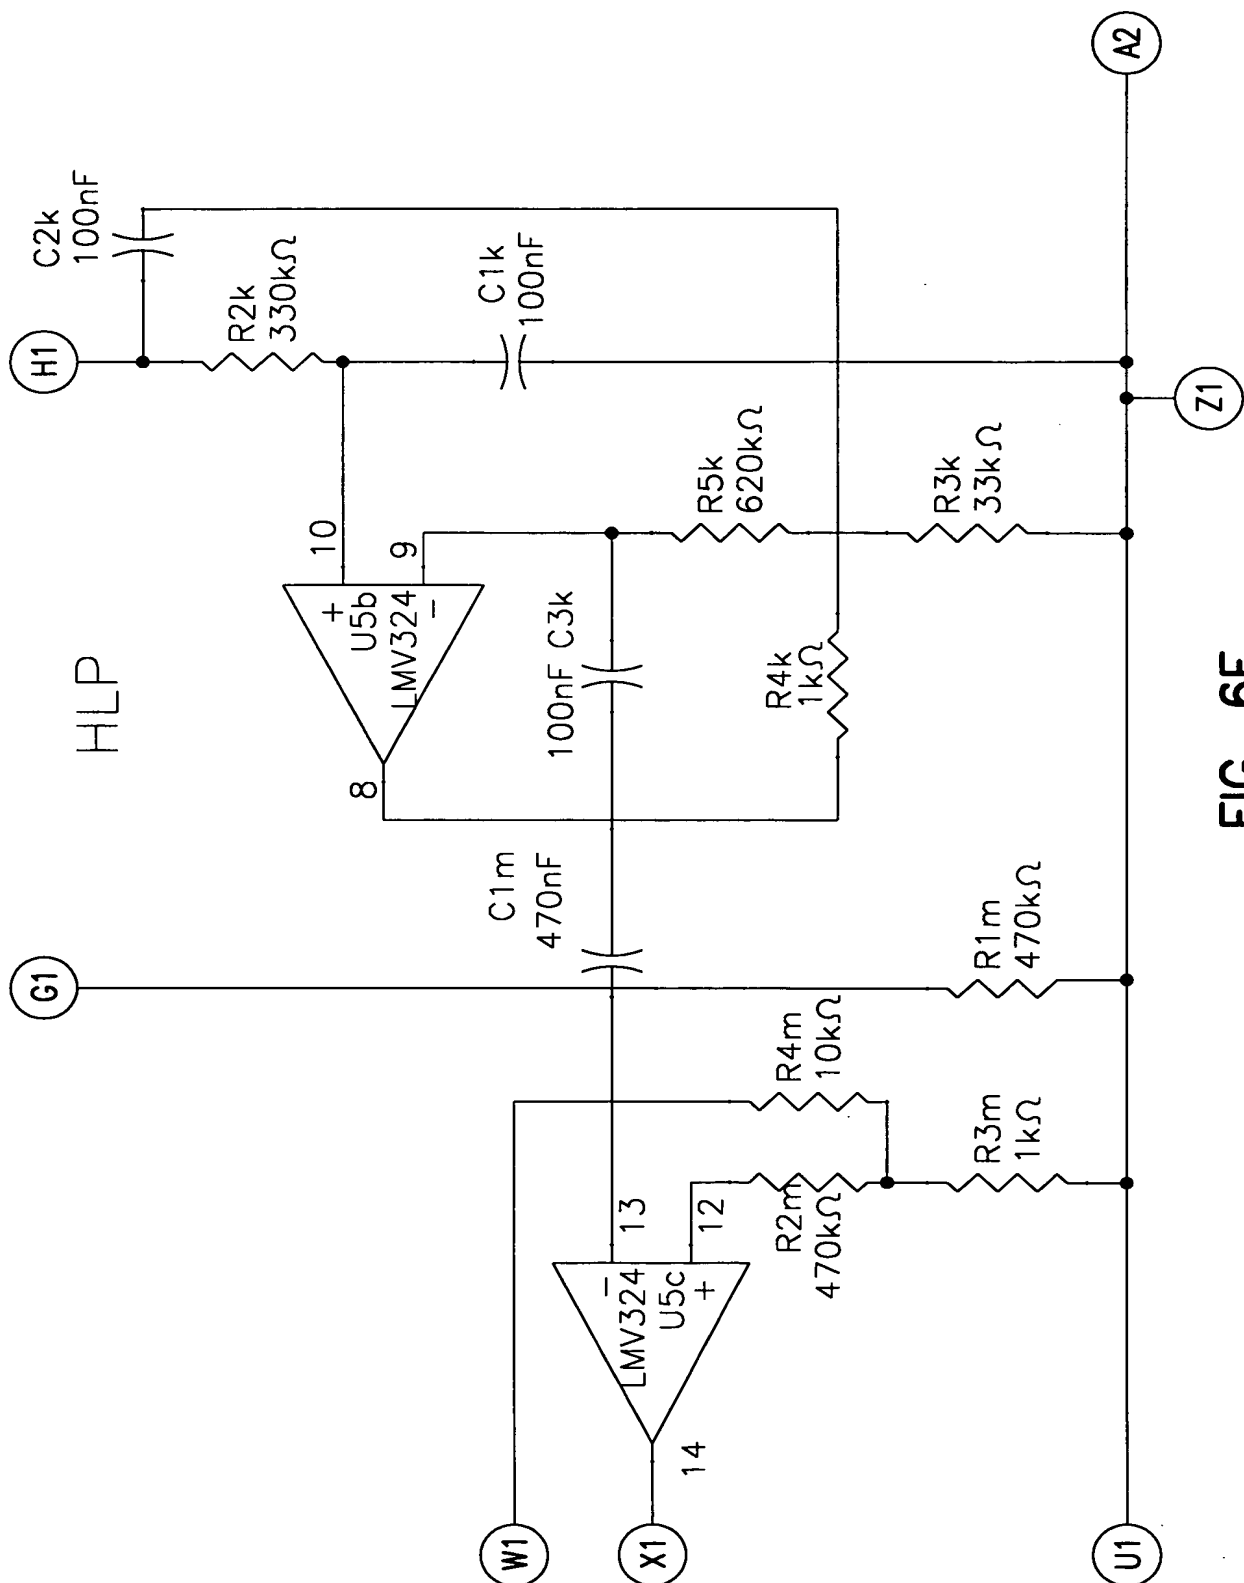 A2
C2k
100nF
H1
R2k
330kΩ
C1k
100nF
Z1
R5k
620kΩ
R3k
33kΩ
10
9
+
U5b
LMV324
−
8
HLP
100nF C3k
R4k
1kΩ
C1m
470nF
G1
R1m
470kΩ
R4m
10kΩ
R3m
1kΩ
R2m
470kΩ
13
12
−
LMV324
U5c
+
14
W1
X1
U1